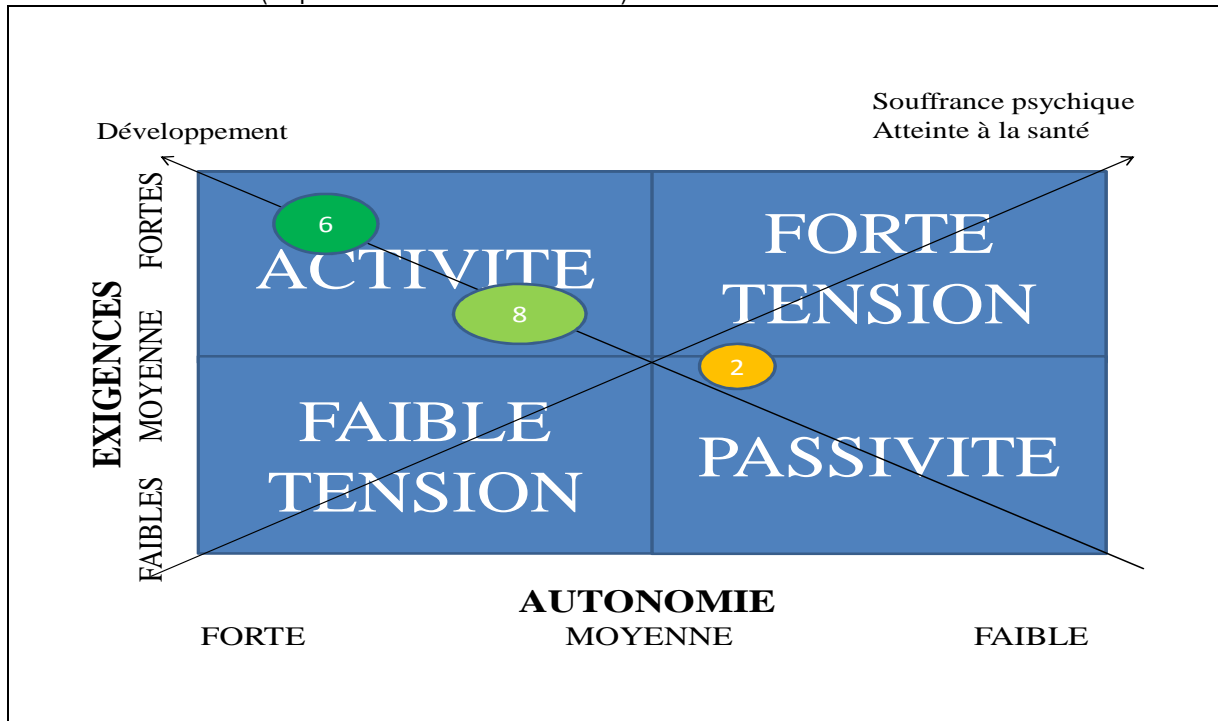 Souffrance psychique
Atteinte à la santé
Développement
FORTES
MOYENNE
FAIBLES
EXIGENCES
6
ACTIVITE
8
FORTE
TENSION
2
FAIBLE
TENSION
PASSIVITE
AUTONOMIE
FORTE
MOYENNE
FAIBLE